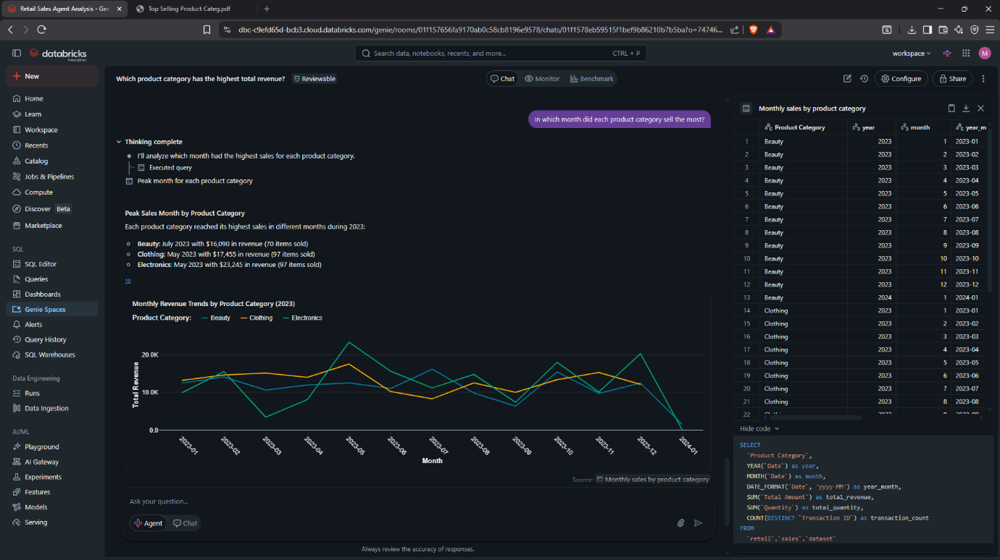 Retail Sales Agent Analysis - Gen
Top Selling Product Categ.pdf
dbc-c9efd65d-bcb3.cloud.databricks.com/genie/rooms/01f157656fa9170ab0c58cb8196e9578/chats/01f1578eb59515f1bef9b86210b7b5ba?o=74746...
databricks
Free Edition
Search data, notebooks, recents, and more...
CTRL + P
workspace
M
New
Home
Learn
Workspace
Recents
Catalog
Jobs & Pipelines
Compute
Discover Beta
Marketplace
SQL
SQL Editor
Queries
Dashboards
Genie Spaces
Alerts
Query History
SQL Warehouses
Data Engineering
Runs
Data Ingestion
AI/ML
Playground
AI Gateway
Experiments
Features
Models
Serving
Which product category has the highest total revenue? Reviewable
Chat Monitor Benchmark
Configure Share
In which month did each product category sell the most?
Thinking complete
I'll analyze which month had the highest sales for each product category.
Executed query
Peak month for each product category
Peak Sales Month by Product Category
Each product category reached its highest sales in different months during 2023:
Beauty: July 2023 with $16,090 in revenue (70 items sold)
Clothing: May 2023 with $17,455 in revenue (97 items sold)
Electronics: May 2023 with $23,245 in revenue (97 items sold)
10
Monthly Revenue Trends by Product Category (2023)
Product Category: Beauty Clothing Electronics
Total Revenue
20.0K
10.0K
0.0
2023-01 2023-02 2023-03 2023-04 2023-05 2023-06 2023-07 2023-08 2023-09 2023-10 2023-11 2023-12 2024-01
Month
Source: Monthly sales by product category
Ask your question...
Agent Chat
Always review the accuracy of responses.
Monthly sales by product category
Product Category year month year_m
1 Beauty 2023 1 2023-01
2 Beauty 2023 2 2023-02
3 Beauty 2023 3 2023-03
4 Beauty 2023 4 2023-04
5 Beauty 2023 5 2023-05
6 Beauty 2023 6 2023-06
7 Beauty 2023 7 2023-07
8 Beauty 2023 8 2023-08
9 Beauty 2023 9 2023-09
10 Beauty 2023 10 2023-10
11 Beauty 2023 11 2023-11
12 Beauty 2023 12 2023-12
13 Beauty 2024 1 2024-01
14 Clothing 2023 1 2023-01
15 Clothing 2023 2 2023-02
16 Clothing 2023 3 2023-03
17 Clothing 2023 4 2023-04
18 Clothing 2023 5 2023-05
19 Clothing 2023 6 2023-06
20 Clothing 2023 7 2023-07
21 Clothing 2023 8 2023-08
22
Hide code
SELECT
`Product Category`,
YEAR(`Date`) as year,
MONTH(`Date`) as month,
DATE_FORMAT(`Date`, 'yyyy-MM') as year_month,
SUM(`Total Amount`) as total_revenue,
SUM(`Quantity`) as total_quantity,
COUNT(DISTINCT `Transaction ID`) as transaction_count
FROM
`retail`.`sales`.`dataset`